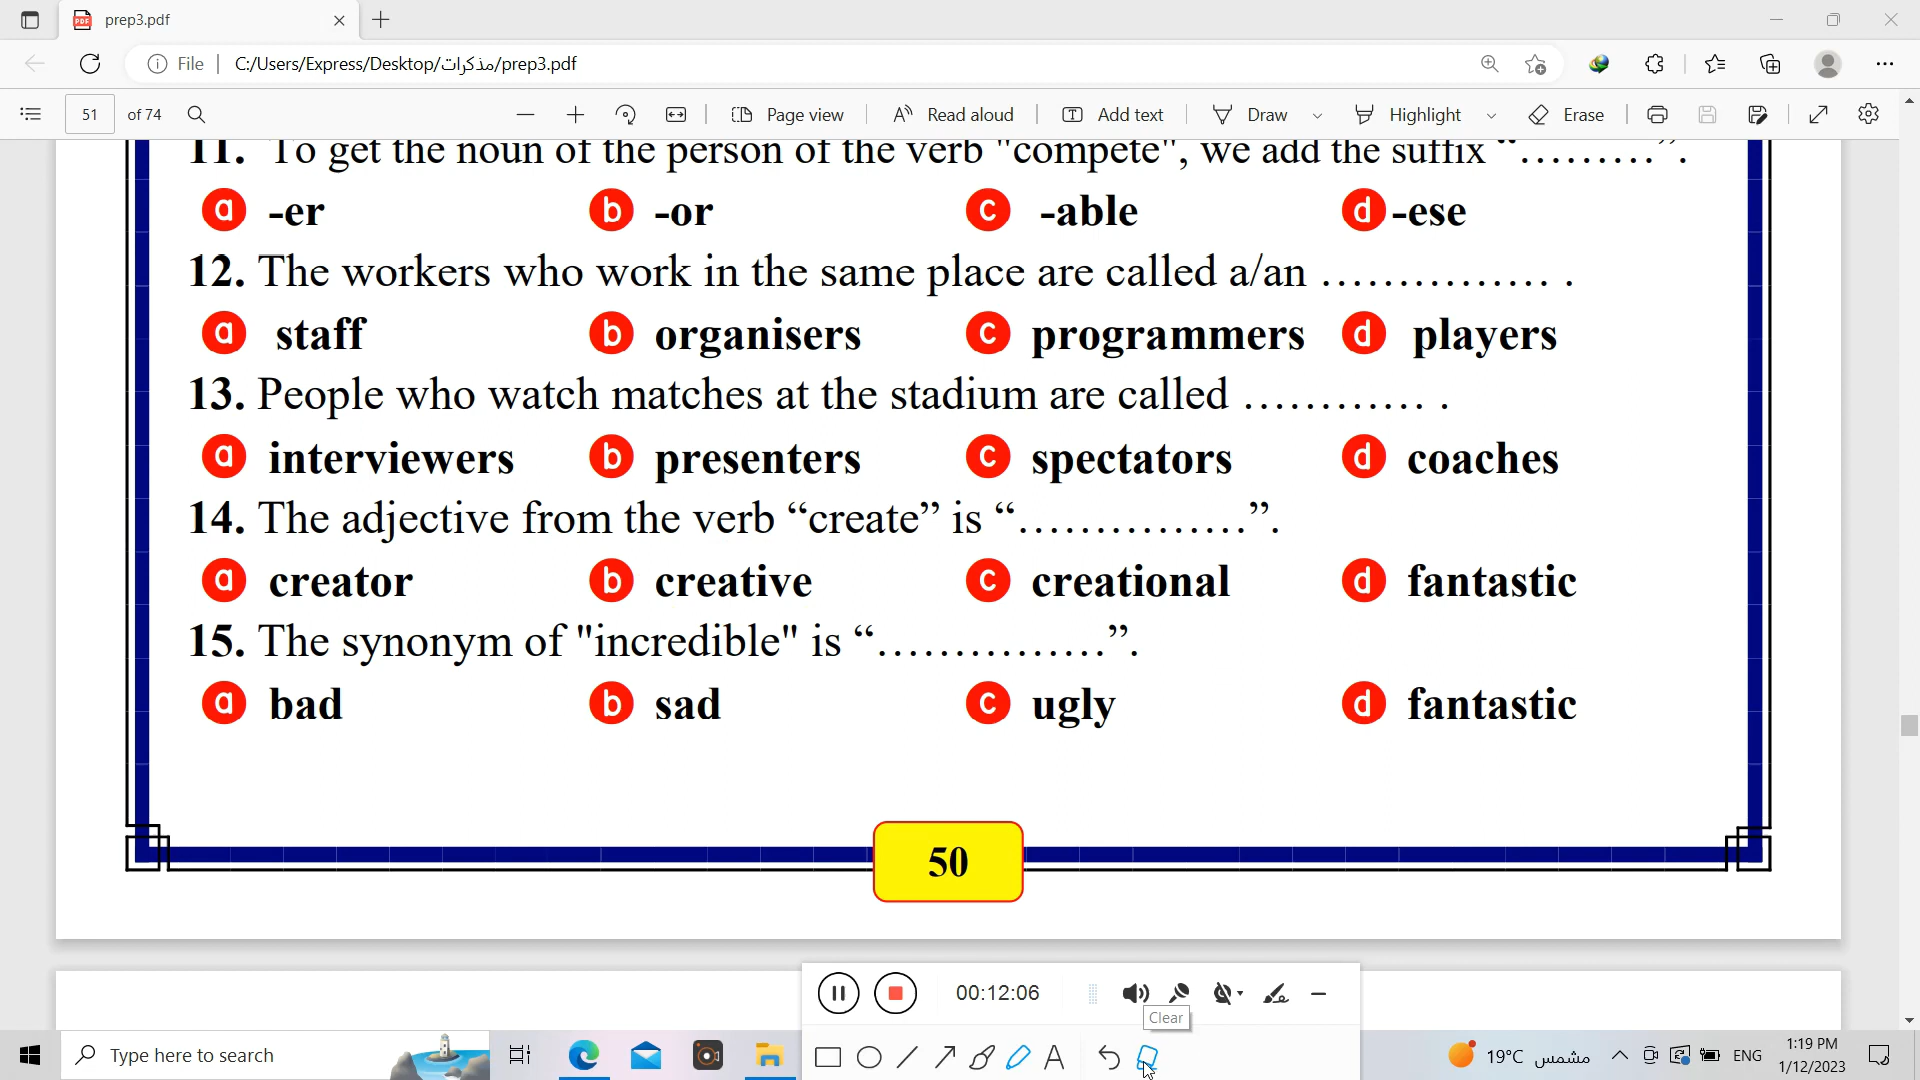 prep3.pdf
File C:/Users/Express/Desktop/مذكرات/prep3.pdf
51 of 74 Page view Read aloud Add text Draw Highlight Erase
11. To get the noun of the person of the verb "compete", we add the suffix “………”.
a -er b -or c -able d -ese
12. The workers who work in the same place are called a/an …………… .
a staff b organisers c programmers d players
13. People who watch matches at the stadium are called ………… .
a interviewers b presenters c spectators d coaches
14. The adjective from the verb “create” is “……………”.
a creator b creative c creational d fantastic
15. The synonym of "incredible" is “……………”.
a bad b sad c ugly d fantastic
50
00:12:06
Clear
Type here to search
19°C مشمس ENG 1:19 PM
1/12/2023